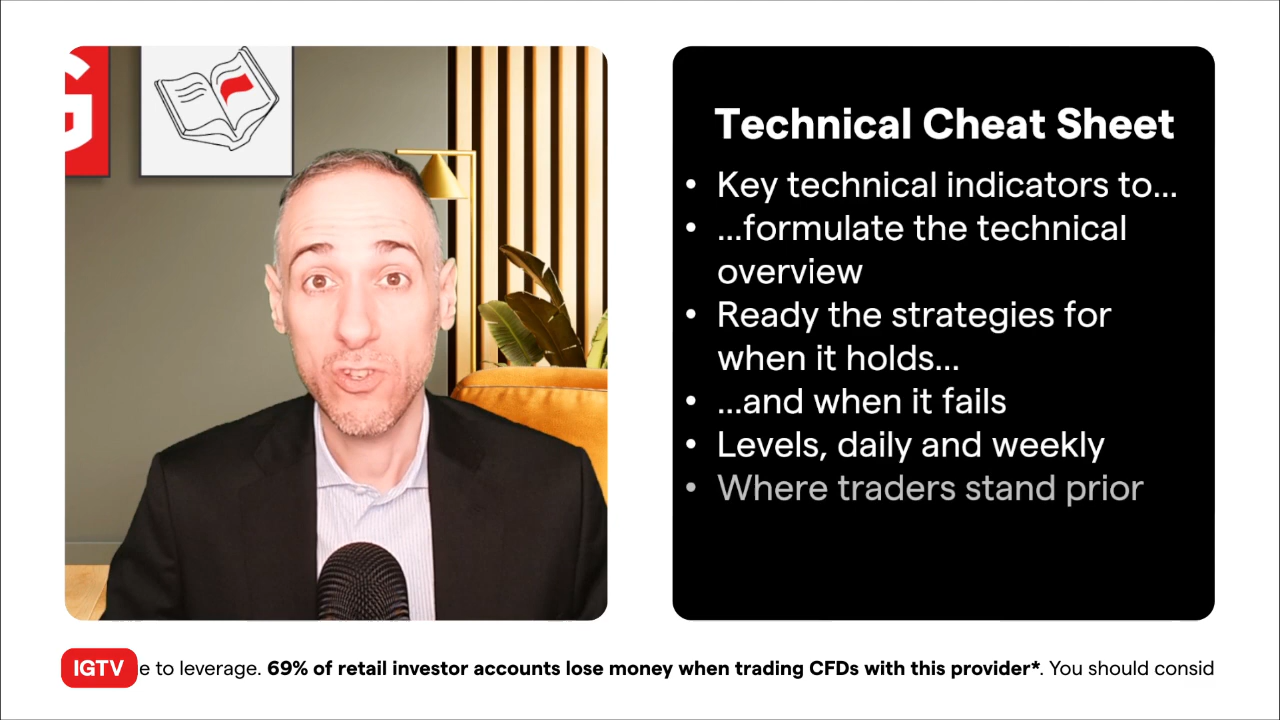 G
Technical Cheat Sheet
• Key technical indicators to...
• ...formulate the technical
overview
• Ready the strategies for
when it holds...
• ...and when it fails
• Levels, daily and weekly
• Where traders stand prior
IGTV e to leverage. 69% of retail investor accounts lose money when trading CFDs with this provider*. You should consid